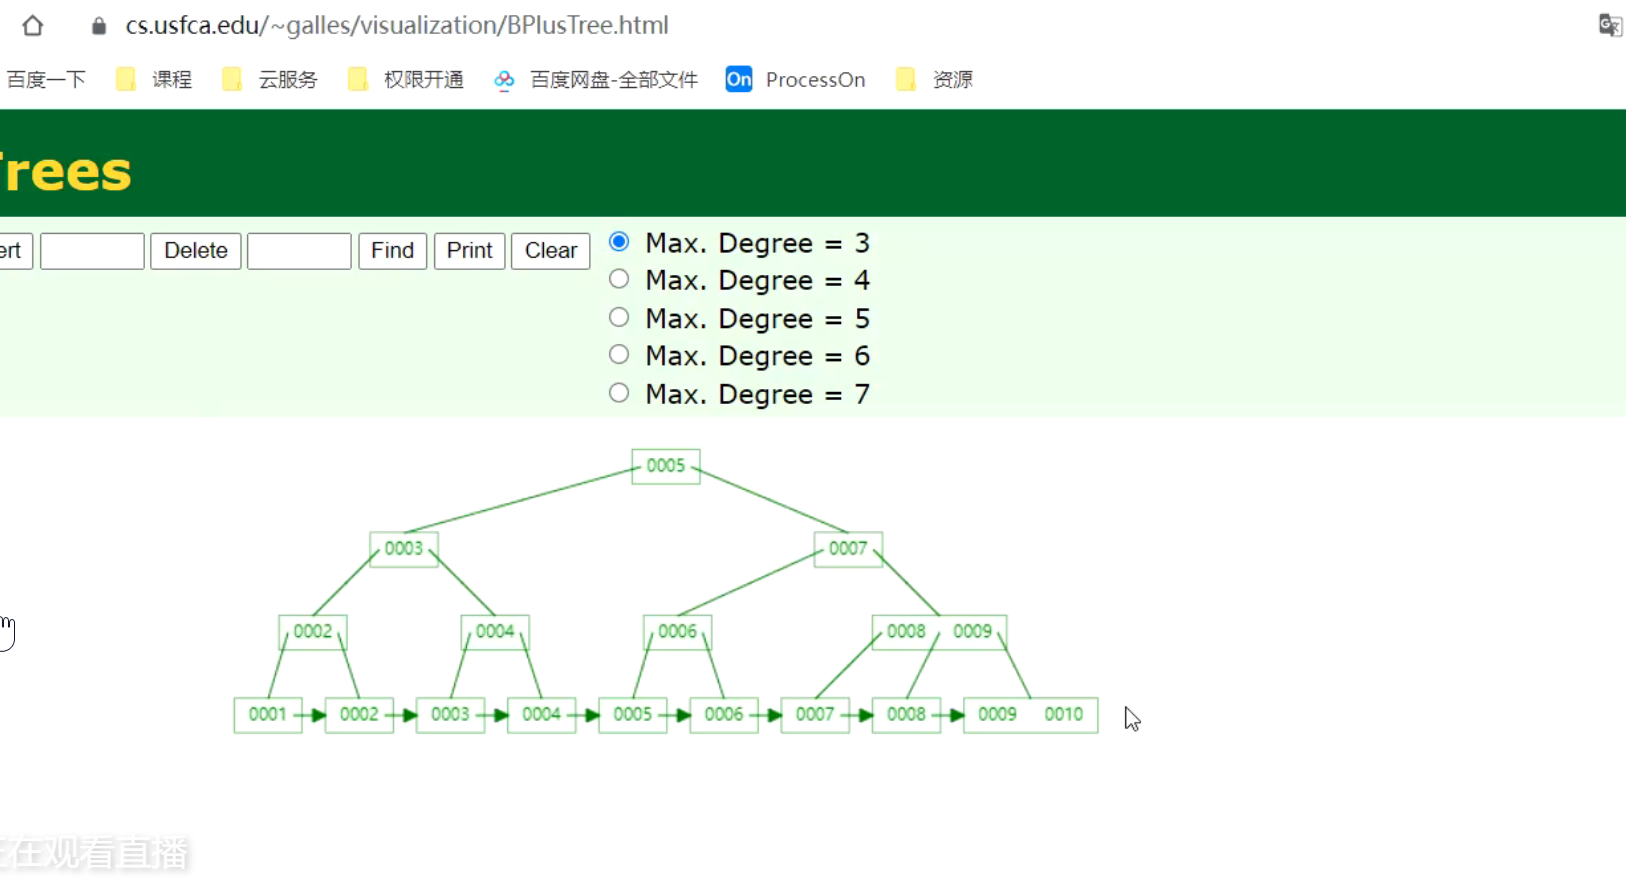 cs.usfca.edu/~galles/visualization/BPlusTree.html
百度一下 课程 云服务 权限开通 百度网盘-全部文件 On ProcessOn 资源
Trees
ert Delete Find Print Clear
Max. Degree = 3
Max. Degree = 4
Max. Degree = 5
Max. Degree = 6
Max. Degree = 7
0005
0003 0007
0002 0004 0006 0008 0009
0001 0002 0003 0004 0005 0006 0007 0008 0009 0010
正在观看直播